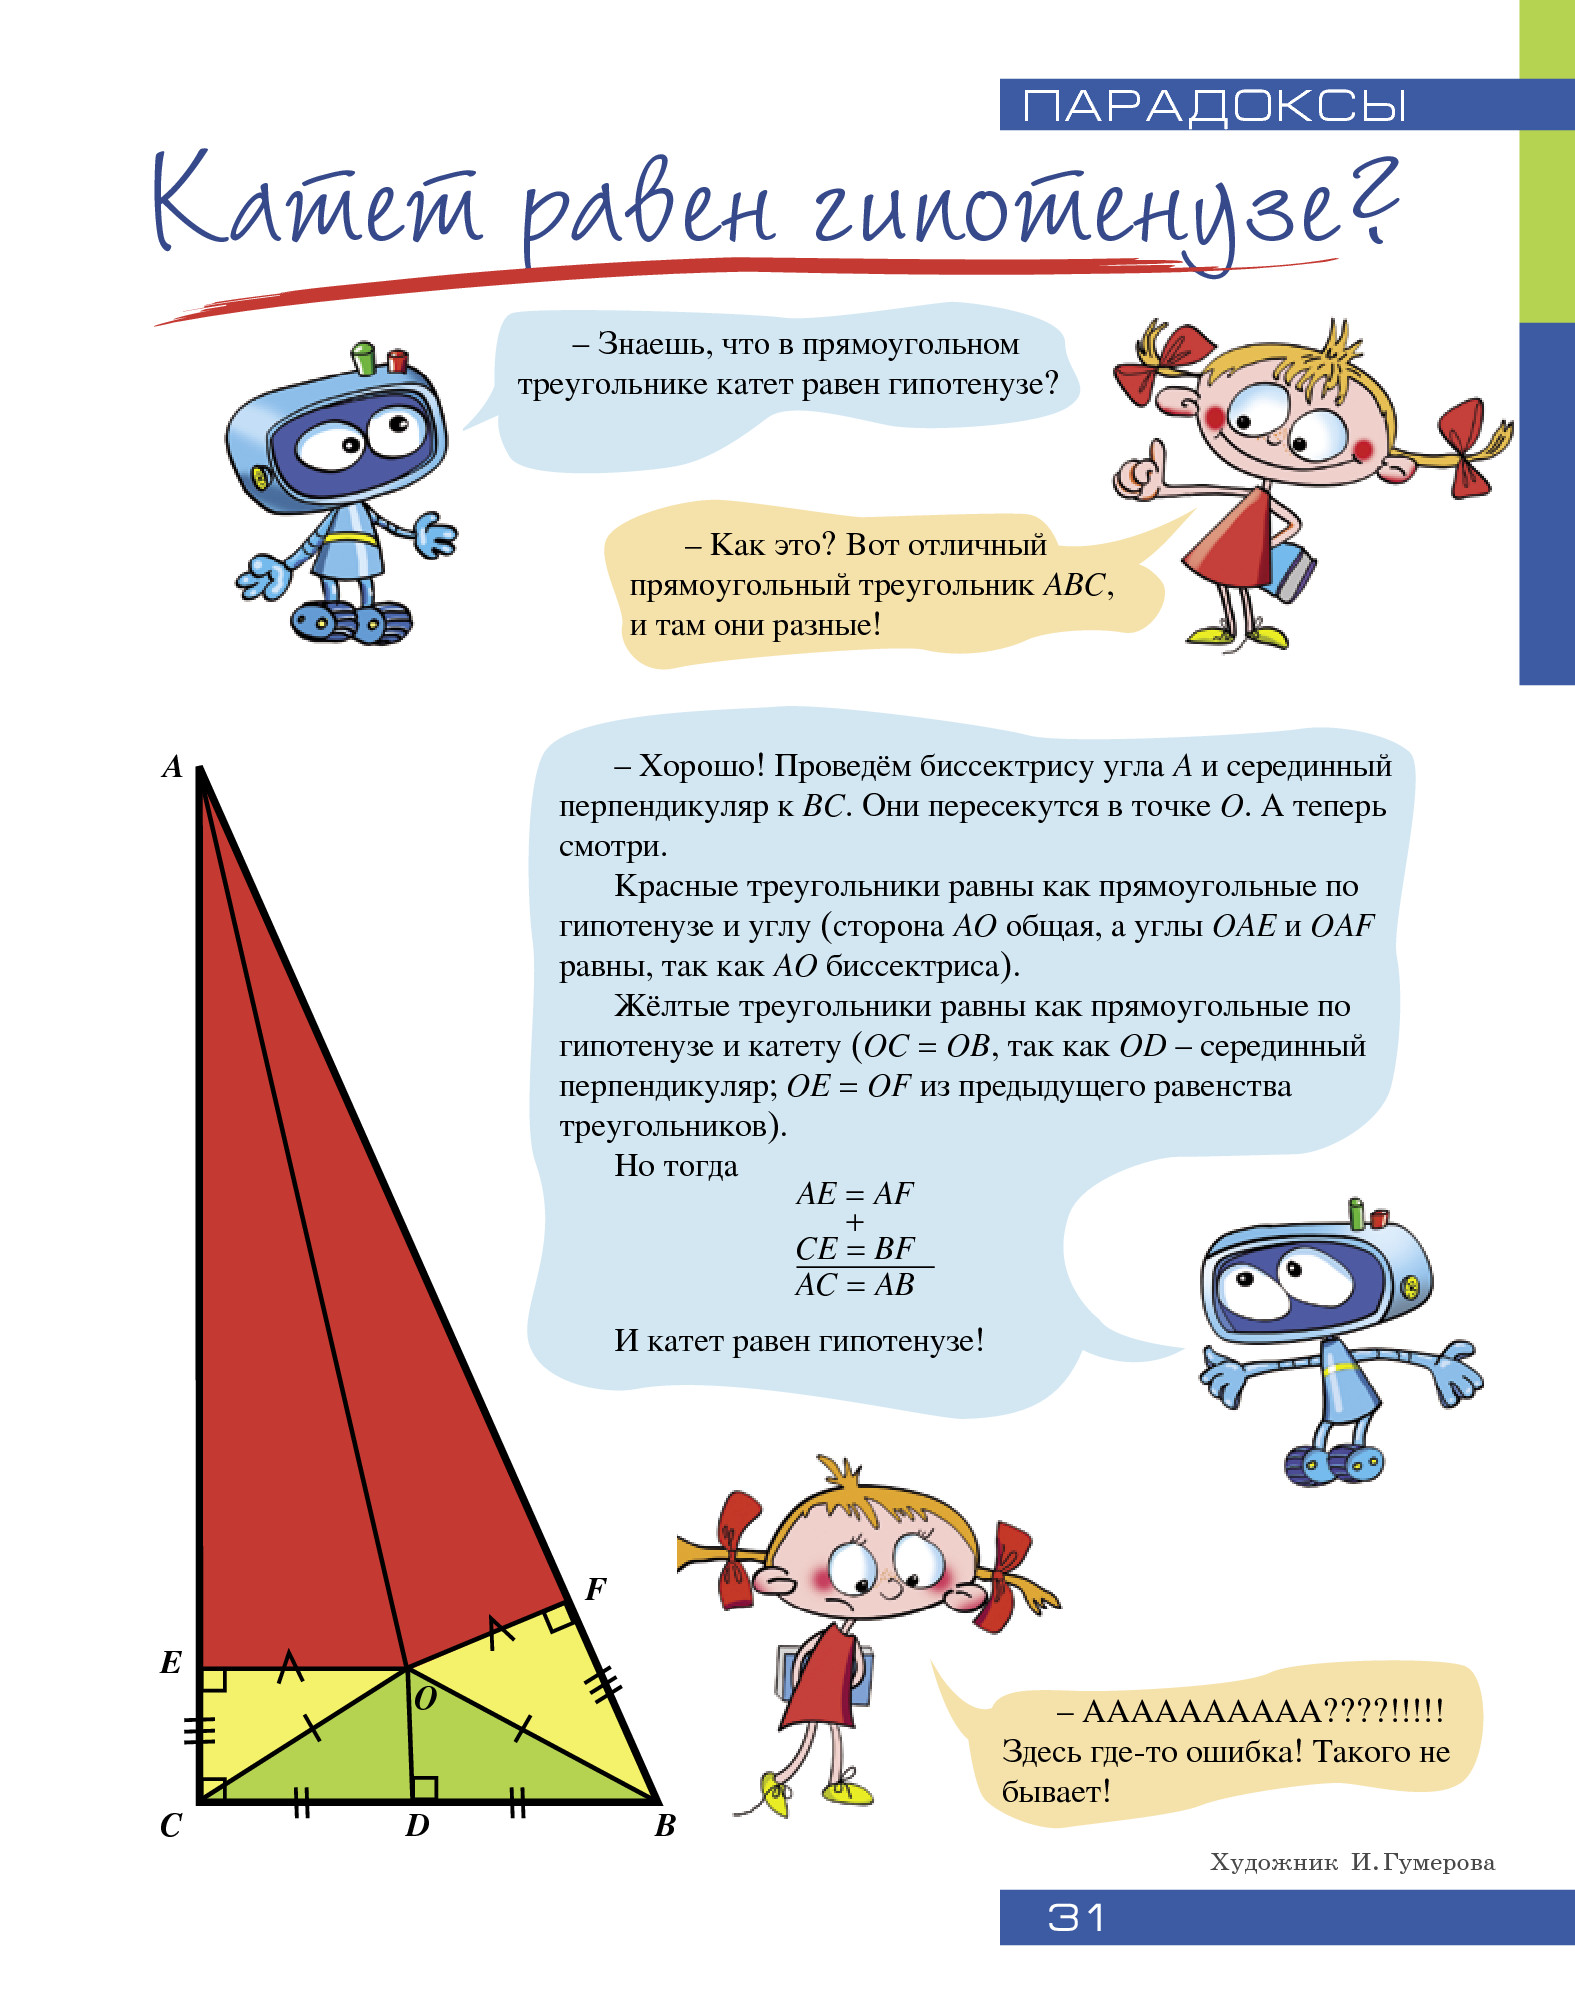 ПАРАДОКСЫ
Катет равен гипотенузе?
– Знаешь, что в прямоугольном
треугольнике катет равен гипотенузе?
– Как это? Вот отличный
прямоугольный треугольник ABC,
и там они разные!
– Хорошо! Проведём биссектрису угла A и серединный
перпендикуляр к BC. Они пересекутся в точке O. А теперь
смотри.
Красные треугольники равны как прямоугольные по
гипотенузе и углу (сторона AO общая, а углы OAE и OAF
равны, так как AO биссектриса).
Жёлтые треугольники равны как прямоугольные по
гипотенузе и катету (OC = OB, так как OD – серединный
перпендикуляр; OE = OF из предыдущего равенства
треугольников).
Но тогда
AE = AF
+
CE = BF
AC = AB
И катет равен гипотенузе!
A
F
E
O
C
D
B
– АААААААААА????!!!!!
Здесь где-то ошибка! Такого не
бывает!
Художник И. Гумерова
31